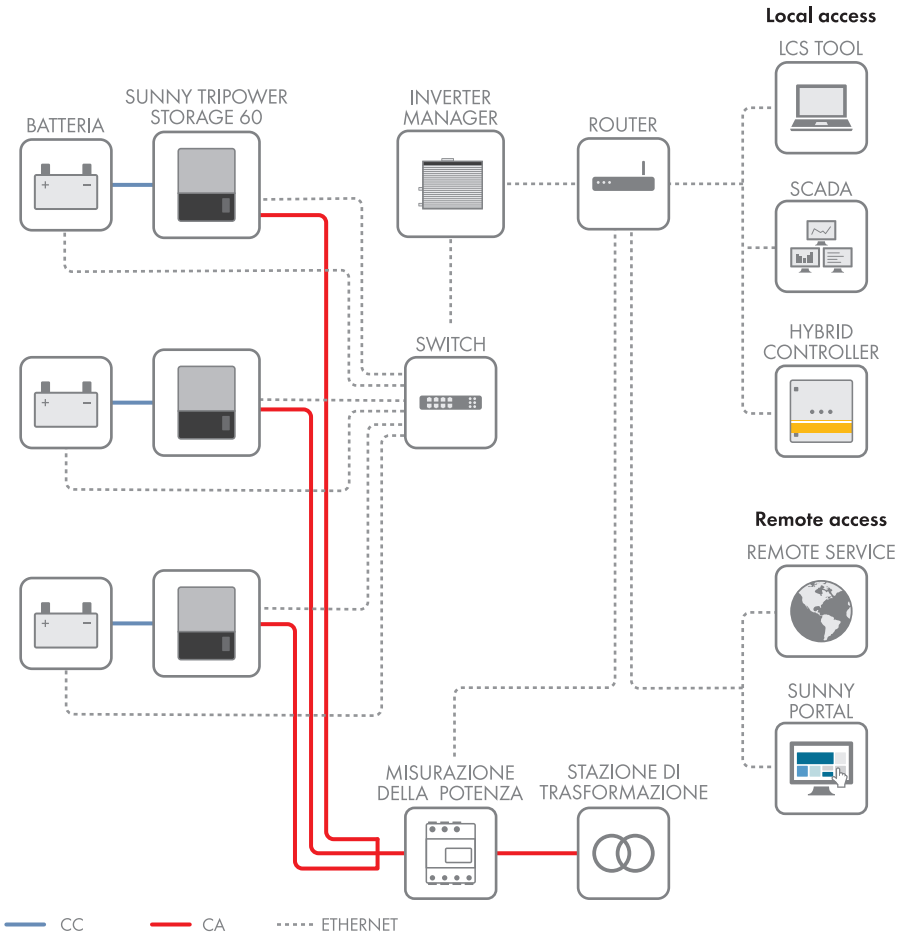 Local access
LCS TOOL
SUNNY TRIPOWER
STORAGE 60
INVERTER
MANAGER
BATTERIA
ROUTER
SCADA
HYBRID
CONTROLLER
SWITCH
Remote access
REMOTE SERVICE
SUNNY
PORTAL
MISURAZIONE
DELLA POTENZA
STAZIONE DI
TRASFORMAZIONE
CC
CA
ETHERNET